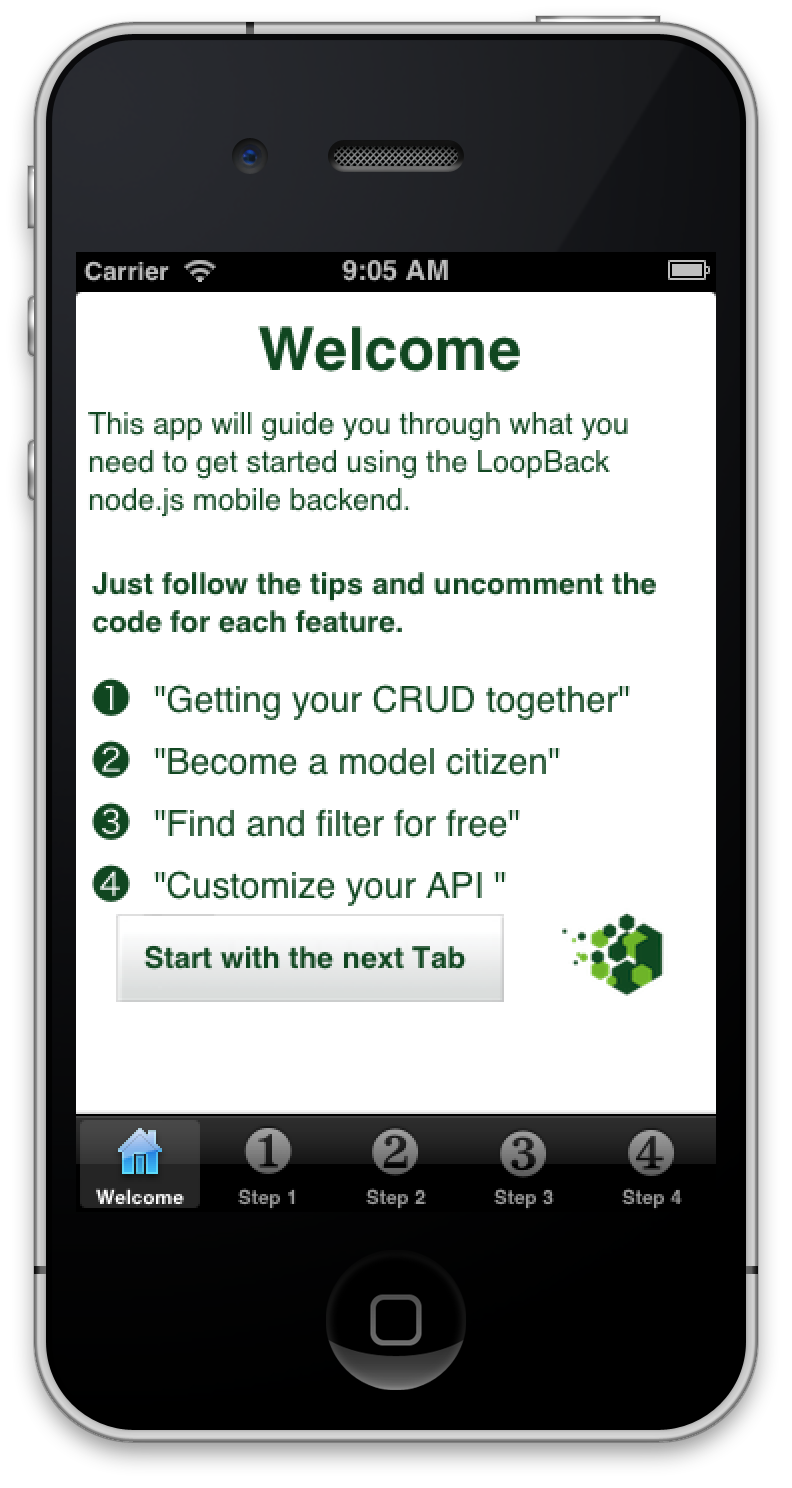 Carrier 9:05 AM
Welcome
This app will guide you through what you
need to get started using the LoopBack
node.js mobile backend.
Just follow the tips and uncomment the
code for each feature.
❶ "Getting your CRUD together"
❷ "Become a model citizen"
❸ "Find and filter for free"
❹ "Customize your API "
Start with the next Tab
1 2 3 4
Welcome Step 1 Step 2 Step 3 Step 4